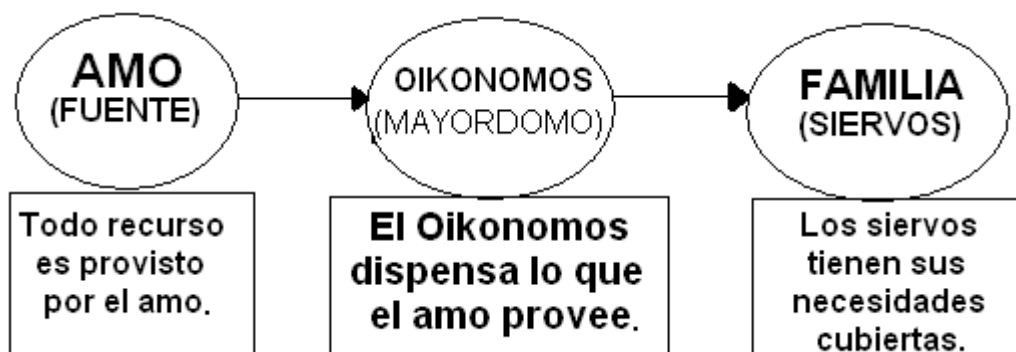 AMO
(FUENTE)
OIKONOMOS
(MAYORDOMO)
FAMILIA
(SIERVOS)
Todo recurso
es provisto
por el amo.
El Oikonomos
dispensa lo que
el amo provee.
Los siervos
tienen sus
necesidades
cubiertas.